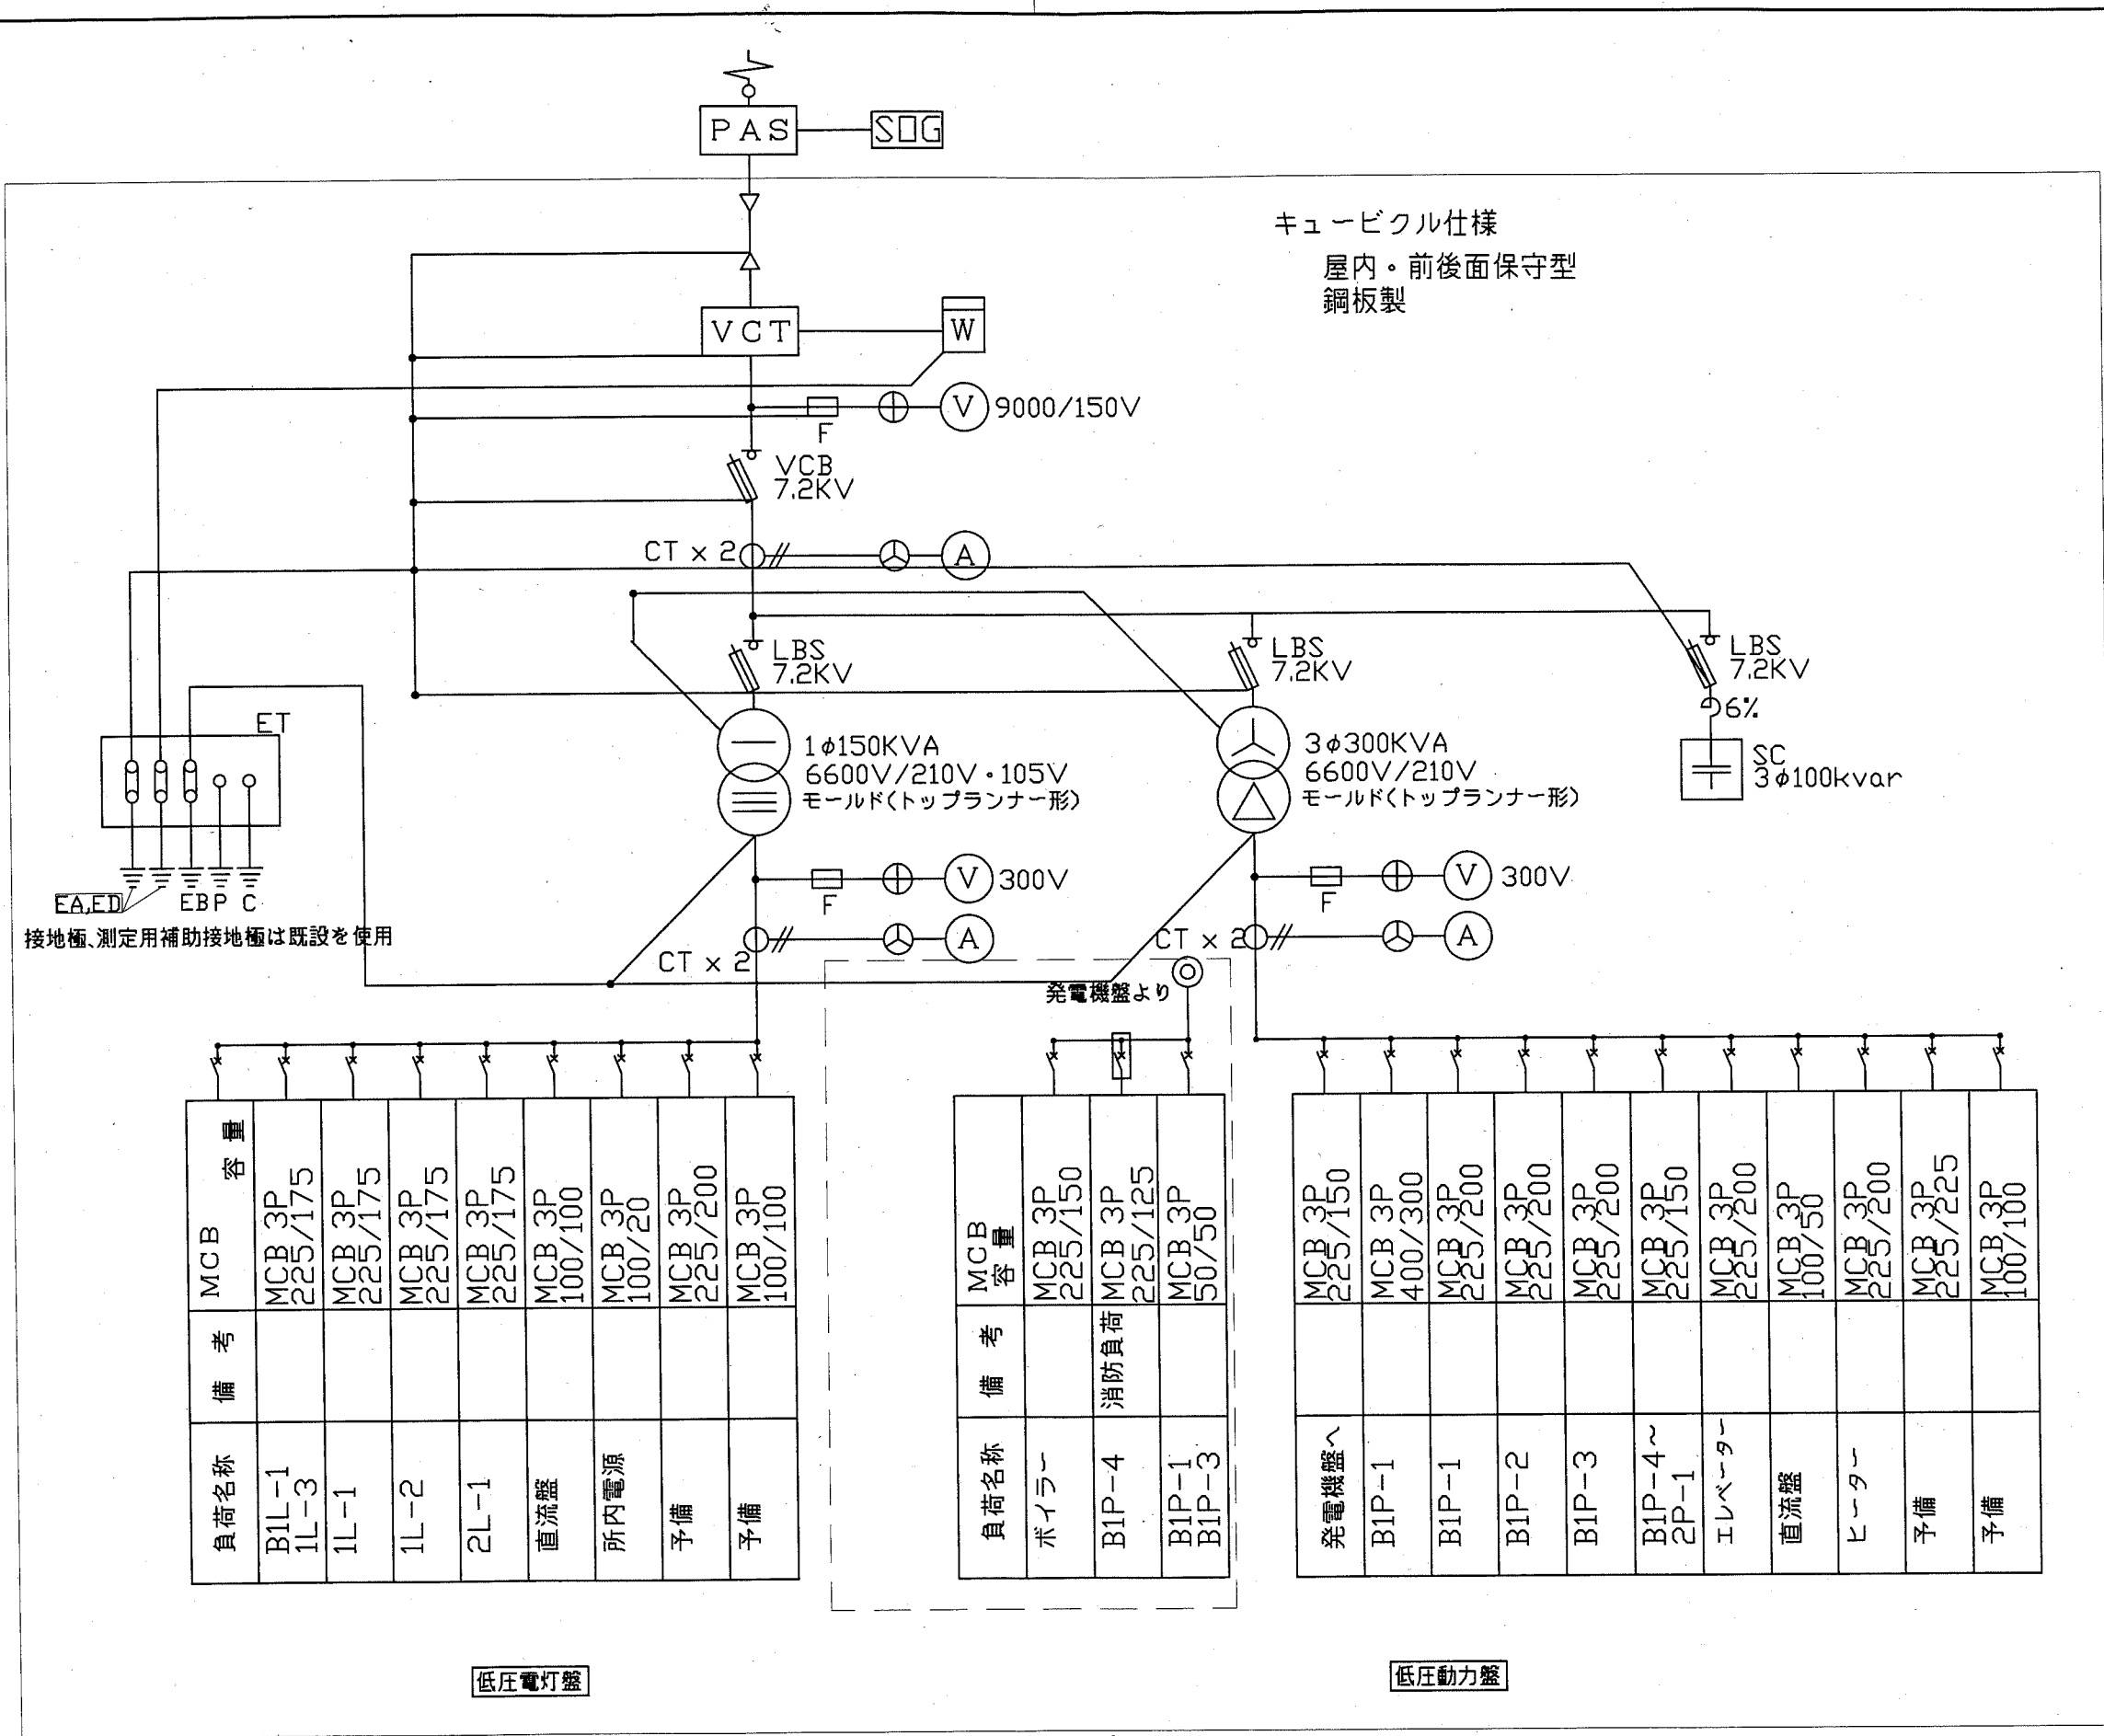 PAS
SOG
キュービクル仕様
屋内・前後面保守型
鋼板製
VCT
W
V
9000/150V
F
VCB
7.2KV
CT x 2
A
LBS
7.2KV
LBS
7.2KV
LBS
7.2KV
6%
SC
3φ100kvar
ET
1φ150KVA
6600V/210V・105V
モールド(トップランナー形)
3φ300KVA
6600V/210V
モールド(トップランナー形)
EA,ED
EB P C
接地極、測定用補助接地極は既設を使用
V
300V
F
A
CT x 2
V
300V
F
A
CT x 2
発電機盤より
MCB 容量
備考
負荷名称
MCB 3P
225/175
B1L-1
1L-3
MCB 3P
225/175
1L-1
MCB 3P
225/175
1L-2
MCB 3P
225/175
2L-1
MCB 3P
100/100
直流盤
MCB 3P
100/20
所内電源
MCB 3P
225/200
予備
MCB 3P
100/100
予備
MCB
容量
備考
負荷名称
MCB 3P
225/150
ボイラー
MCB 3P
225/125
消防負荷
B1P-4
MCB 3P
50/50
B1P-1
B1P-3
MCB 3P
225/150
発電機盤へ
MCB 3P
400/300
B1P-1
MCB 3P
225/200
B1P-1
MCB 3P
225/200
B1P-2
MCB 3P
225/200
B1P-3
MCB 3P
225/150
B1P-4～
2P-1
MCB 3P
225/200
エレベーター
MCB 3P
100/50
直流盤
MCB 3P
225/200
ヒーター
MCB 3P
225/225
予備
MCB 3P
100/100
予備
低圧電灯盤
低圧動力盤